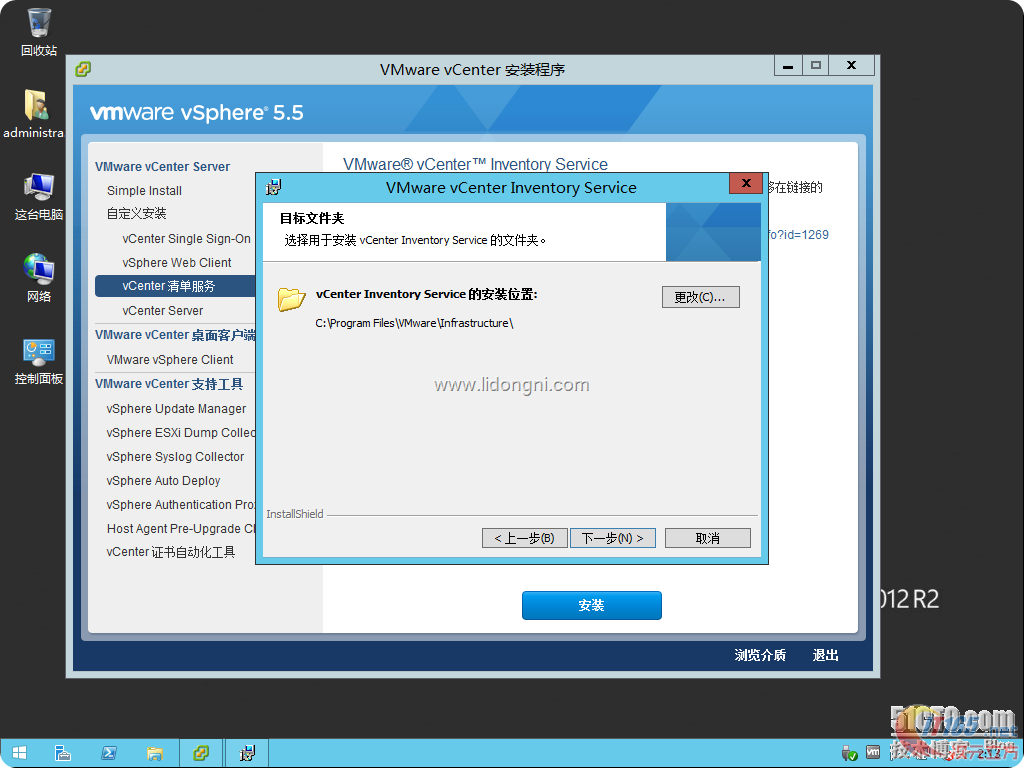 回收站
administra
这台电脑
网络
控制面板
VMware vCenter 安装程序
vmware vSphere® 5.5
VMware vCenter Server
Simple Install
自定义安装
vCenter Single Sign-On
vSphere Web Client
vCenter 清单服务
vCenter Server
VMware vCenter 桌面客户端
VMware vSphere Client
VMware vCenter 支持工具
vSphere Update Manager
vSphere ESXi Dump Collec
vSphere Syslog Collector
vSphere Auto Deploy
vSphere Authentication Pro
Host Agent Pre-Upgrade C
vCenter 证书自动化工具
VMware® vCenter™ Inventory Service
在链接的
fo?id=1269
VMware vCenter Inventory Service
目标文件夹
选择用于安装 vCenter Inventory Service 的文件夹。
vCenter Inventory Service 的安装位置:
更改(C)...
C:\Program Files\VMware\Infrastructure\
www.lidongni.com
InstallShield
< 上一步(B)
下一步(N) >
取消
安装
浏览介质
退出
012 R2
51CTO.com
技术博客 Blog
2:13